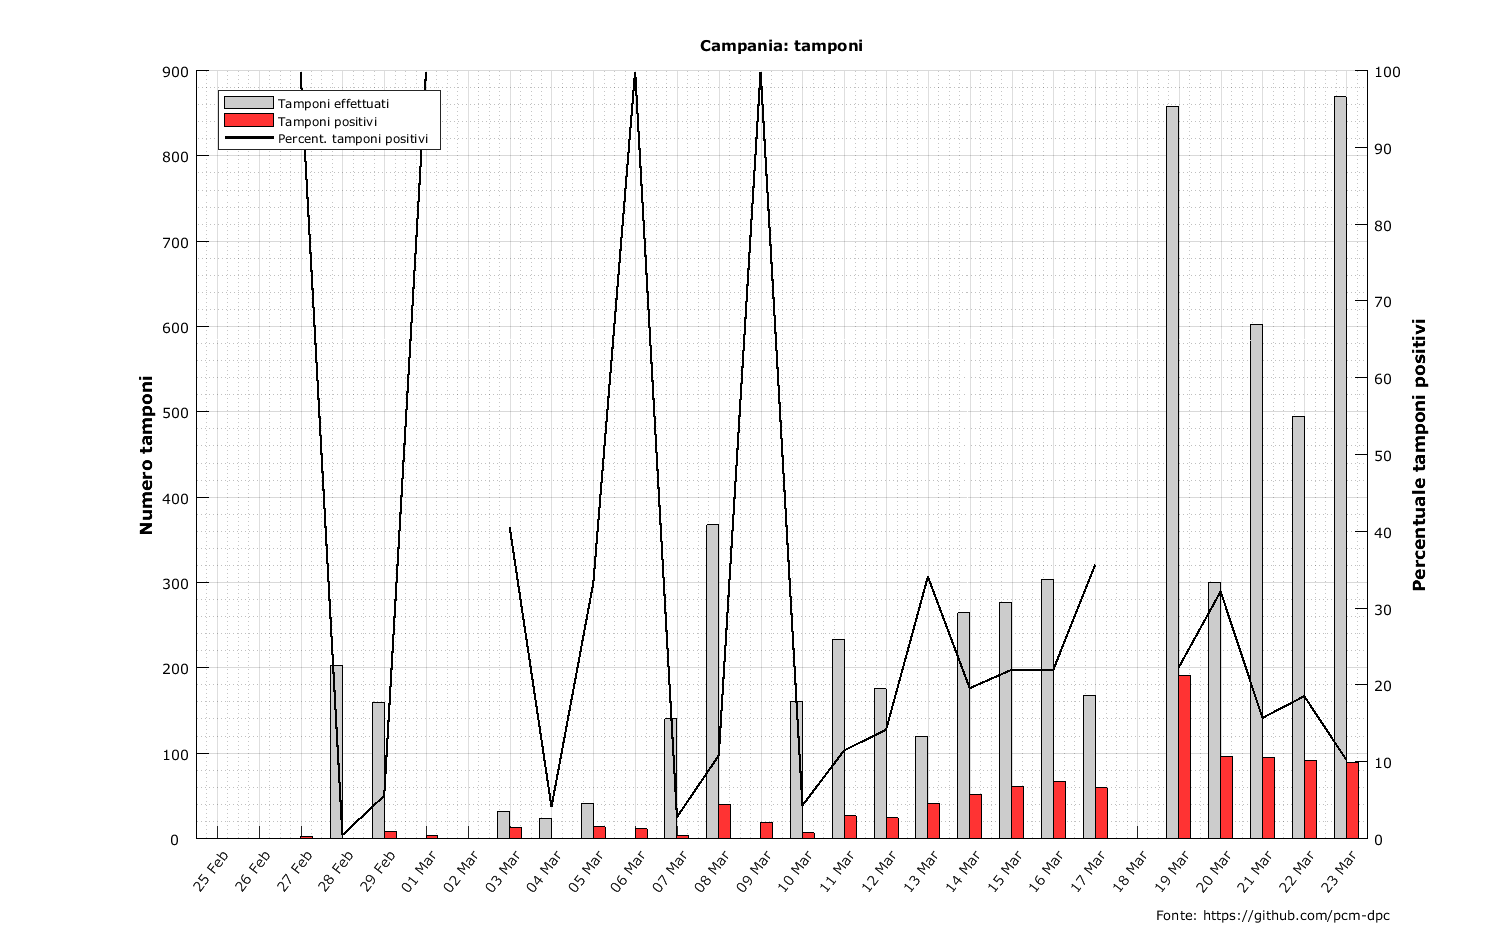 Campania: tamponi
Tamponi effettuati
Tamponi positivi
Percent. tamponi positivi
Numero tamponi
900
800
700
600
500
400
300
200
100
0
100
90
80
70
60
50
40
30
20
10
0
Percentuale tamponi positivi
25 Feb
26 Feb
27 Feb
28 Feb
29 Feb
01 Mar
02 Mar
03 Mar
04 Mar
05 Mar
06 Mar
07 Mar
08 Mar
09 Mar
10 Mar
11 Mar
12 Mar
13 Mar
14 Mar
15 Mar
16 Mar
17 Mar
18 Mar
19 Mar
20 Mar
21 Mar
22 Mar
23 Mar
Fonte: https://github.com/pcm-dpc